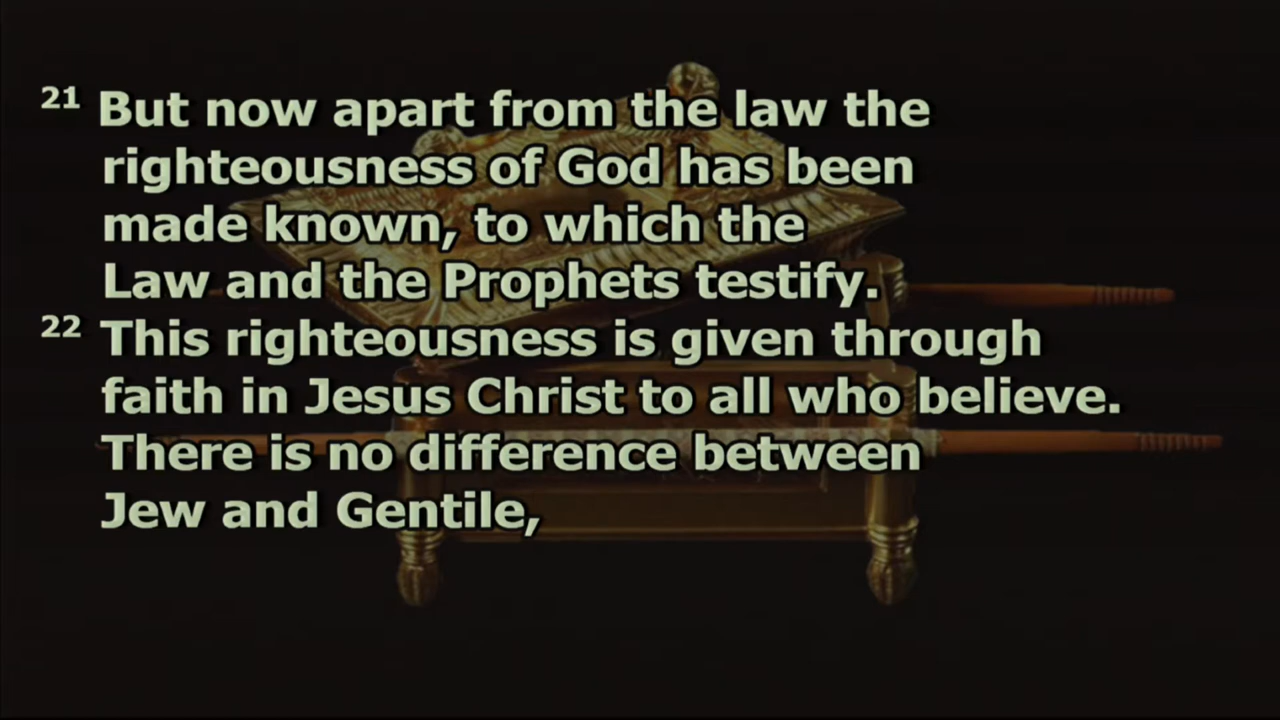 21 But now apart from the law the
righteousness of God has been
made known, to which the
Law and the Prophets testify.
22 This righteousness is given through
faith in Jesus Christ to all who believe.
There is no difference between
Jew and Gentile,